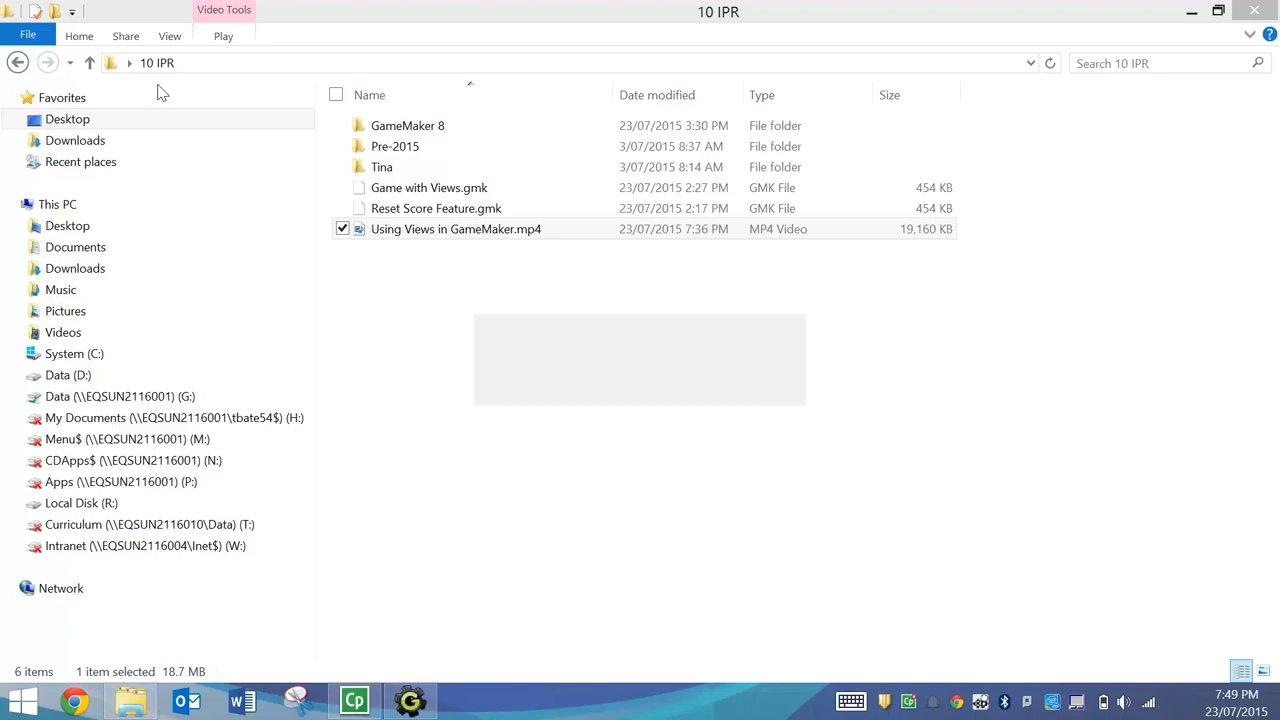 Video Tools
10 IPR
File
Home
Share
View
Play
10 IPR
Search 10 IPR
Favorites
Desktop
Downloads
Recent places
This PC
Desktop
Documents
Downloads
Music
Pictures
Videos
System (C:)
Data (D:)
Data (\\EQSUN2116001) (G:)
My Documents (\\EQSUN2116001\tbate54$) (H:)
Menu$ (\\EQSUN2116001) (M:)
CDApps$ (\\EQSUN2116001) (N:)
Apps (\\EQSUN2116001) (P:)
Local Disk (R:)
Curriculum (\\EQSUN2116010\Data) (T:)
Intranet (\\EQSUN2116004\Inet$) (W:)
Network
Name Date modified Type Size
GameMaker 8 23/07/2015 3:30 PM File folder
Pre-2015 3/07/2015 8:37 AM File folder
Tina 3/07/2015 8:14 AM File folder
Game with Views.gmk 23/07/2015 2:27 PM GMK File 454 KB
Reset Score Feature.gmk 23/07/2015 2:17 PM GMK File 454 KB
Using Views in GameMaker.mp4 23/07/2015 7:36 PM MP4 Video 19,160 KB
6 items 1 item selected 18.7 MB
Cp
7:49 PM
23/07/2015